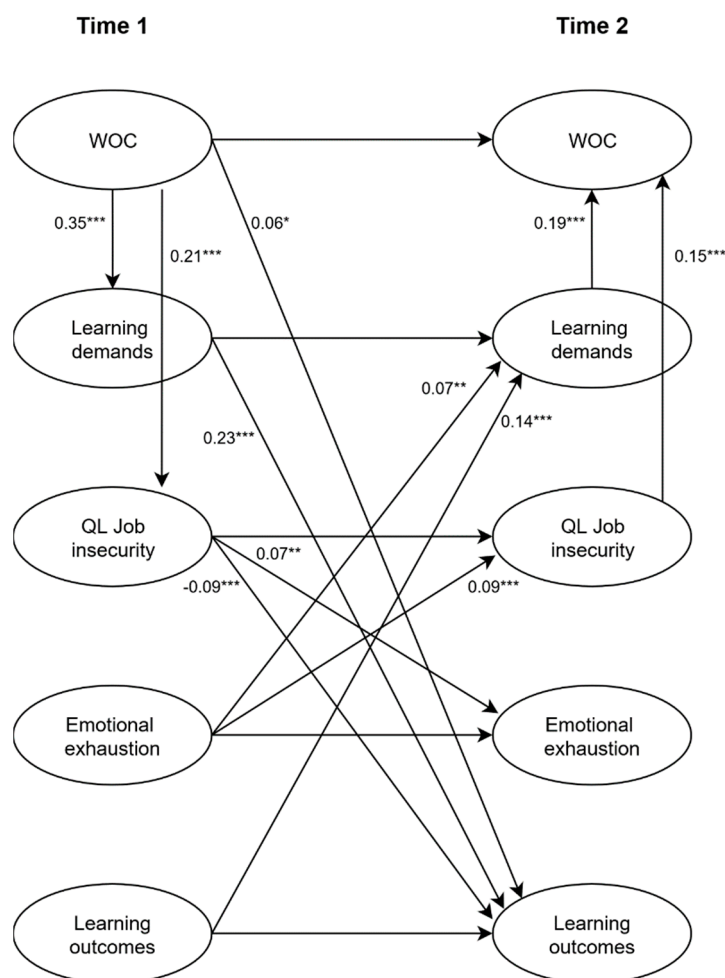 Time 1
Time 2
WOC
WOC
0.35***
0.21***
0.06*
0.19***
0.15***
Learning
demands
Learning
demands
0.07**
0.14***
0.23***
QL Job
insecurity
QL Job
insecurity
0.07**
-0.09***
0.09***
Emotional
exhaustion
Emotional
exhaustion
Learning
outcomes
Learning
outcomes